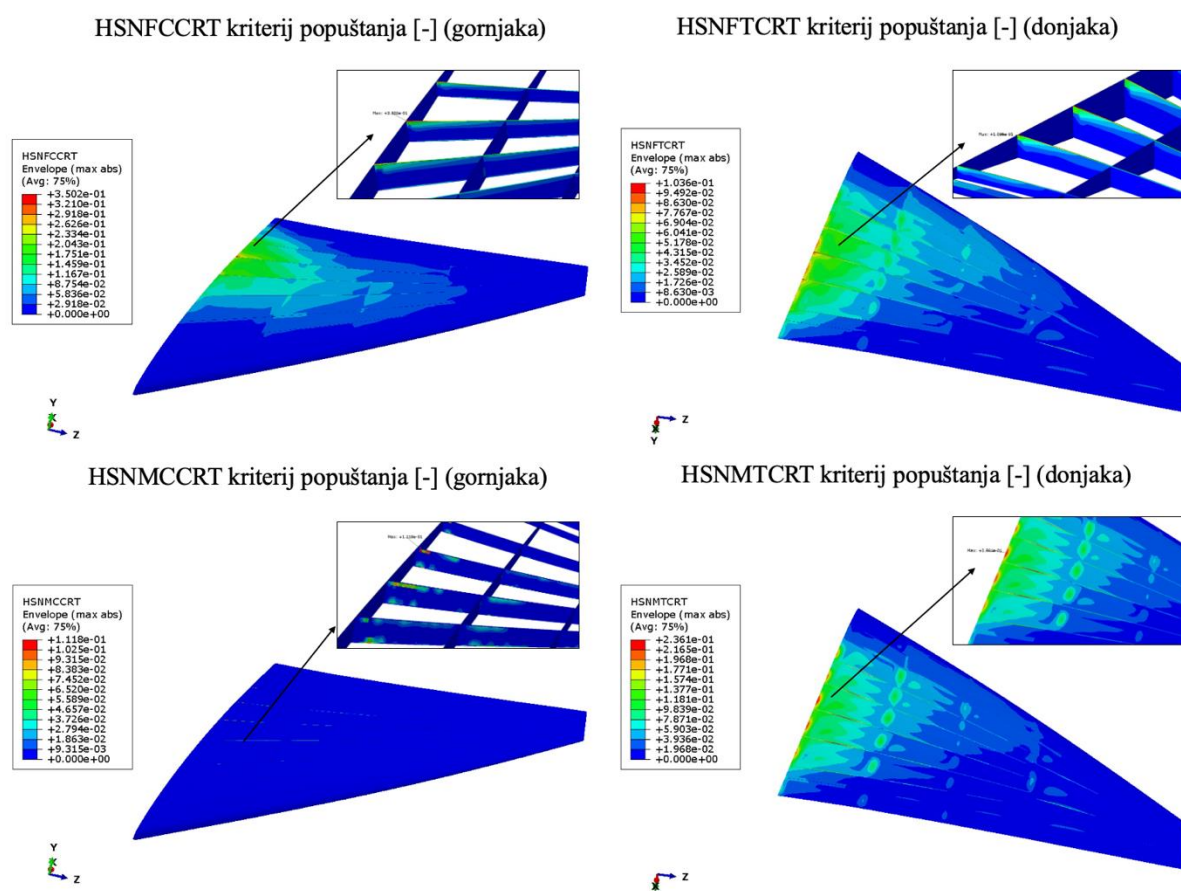 HSNFCCRT kriterij popuštanja [-] (gornjaka)
HSNFCCRT
Envelope (max abs)
(Avg: 75%)
+3.502e-01
+3.210e-01
+2.918e-01
+2.626e-01
+2.334e-01
+2.043e-01
+1.751e-01
+1.459e-01
+1.167e-01
+8.754e-02
+5.836e-02
+2.918e-02
+0.000e+00
Y
X
Z
HSNFTCRT kriterij popuštanja [-] (donjaka)
HSNFTCRT
Envelope (max abs)
(Avg: 75%)
+1.036e-01
+9.492e-02
+8.630e-02
+7.767e-02
+6.904e-02
+6.041e-02
+5.178e-02
+4.315e-02
+3.452e-02
+2.589e-02
+1.726e-02
+8.630e-03
+0.000e+00
X
Z
Y
HSNMCCRT kriterij popuštanja [-] (gornjaka)
HSNMCCRT
Envelope (max abs)
(Avg: 75%)
+1.118e-01
+1.025e-01
+9.315e-02
+8.383e-02
+7.452e-02
+6.520e-02
+5.589e-02
+4.657e-02
+3.726e-02
+2.794e-02
+1.863e-02
+9.315e-03
+0.000e+00
Y
X
Z
HSNMTCRT kriterij popuštanja [-] (donjaka)
HSNMTCRT
Envelope (max abs)
(Avg: 75%)
+2.361e-01
+2.165e-01
+1.968e-01
+1.771e-01
+1.574e-01
+1.377e-01
+1.181e-01
+9.839e-02
+7.871e-02
+5.903e-02
+3.936e-02
+1.968e-02
+0.000e+00
X
Z